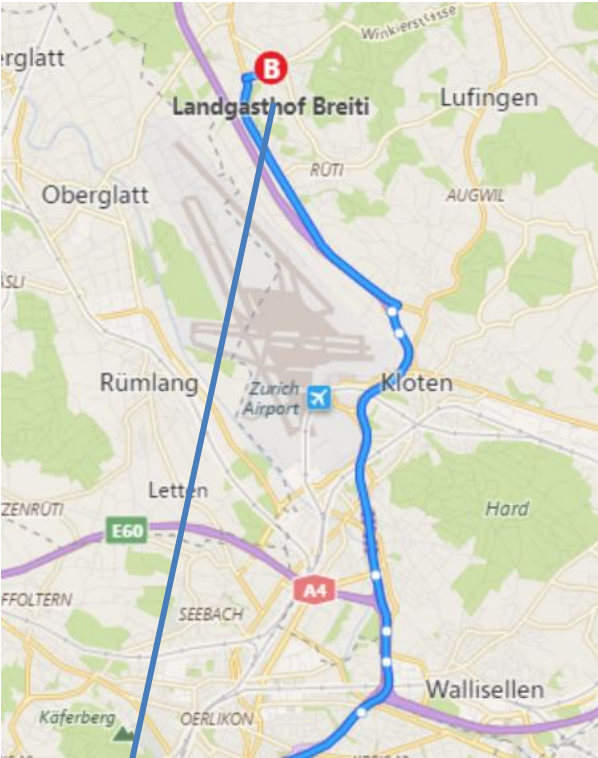 Winklerstrasse
erglatt
B
Lufingen
Landgasthof Breiti
RÜTI
Oberglatt
AUGWIL
ASLI
Rümlang
Zurich
Airport
Kloten
Letten
ZENRÜTI
Hard
E60
A4
FFOLTERN
SEEBACH
Wallisellen
Käferberg
OERLIKON